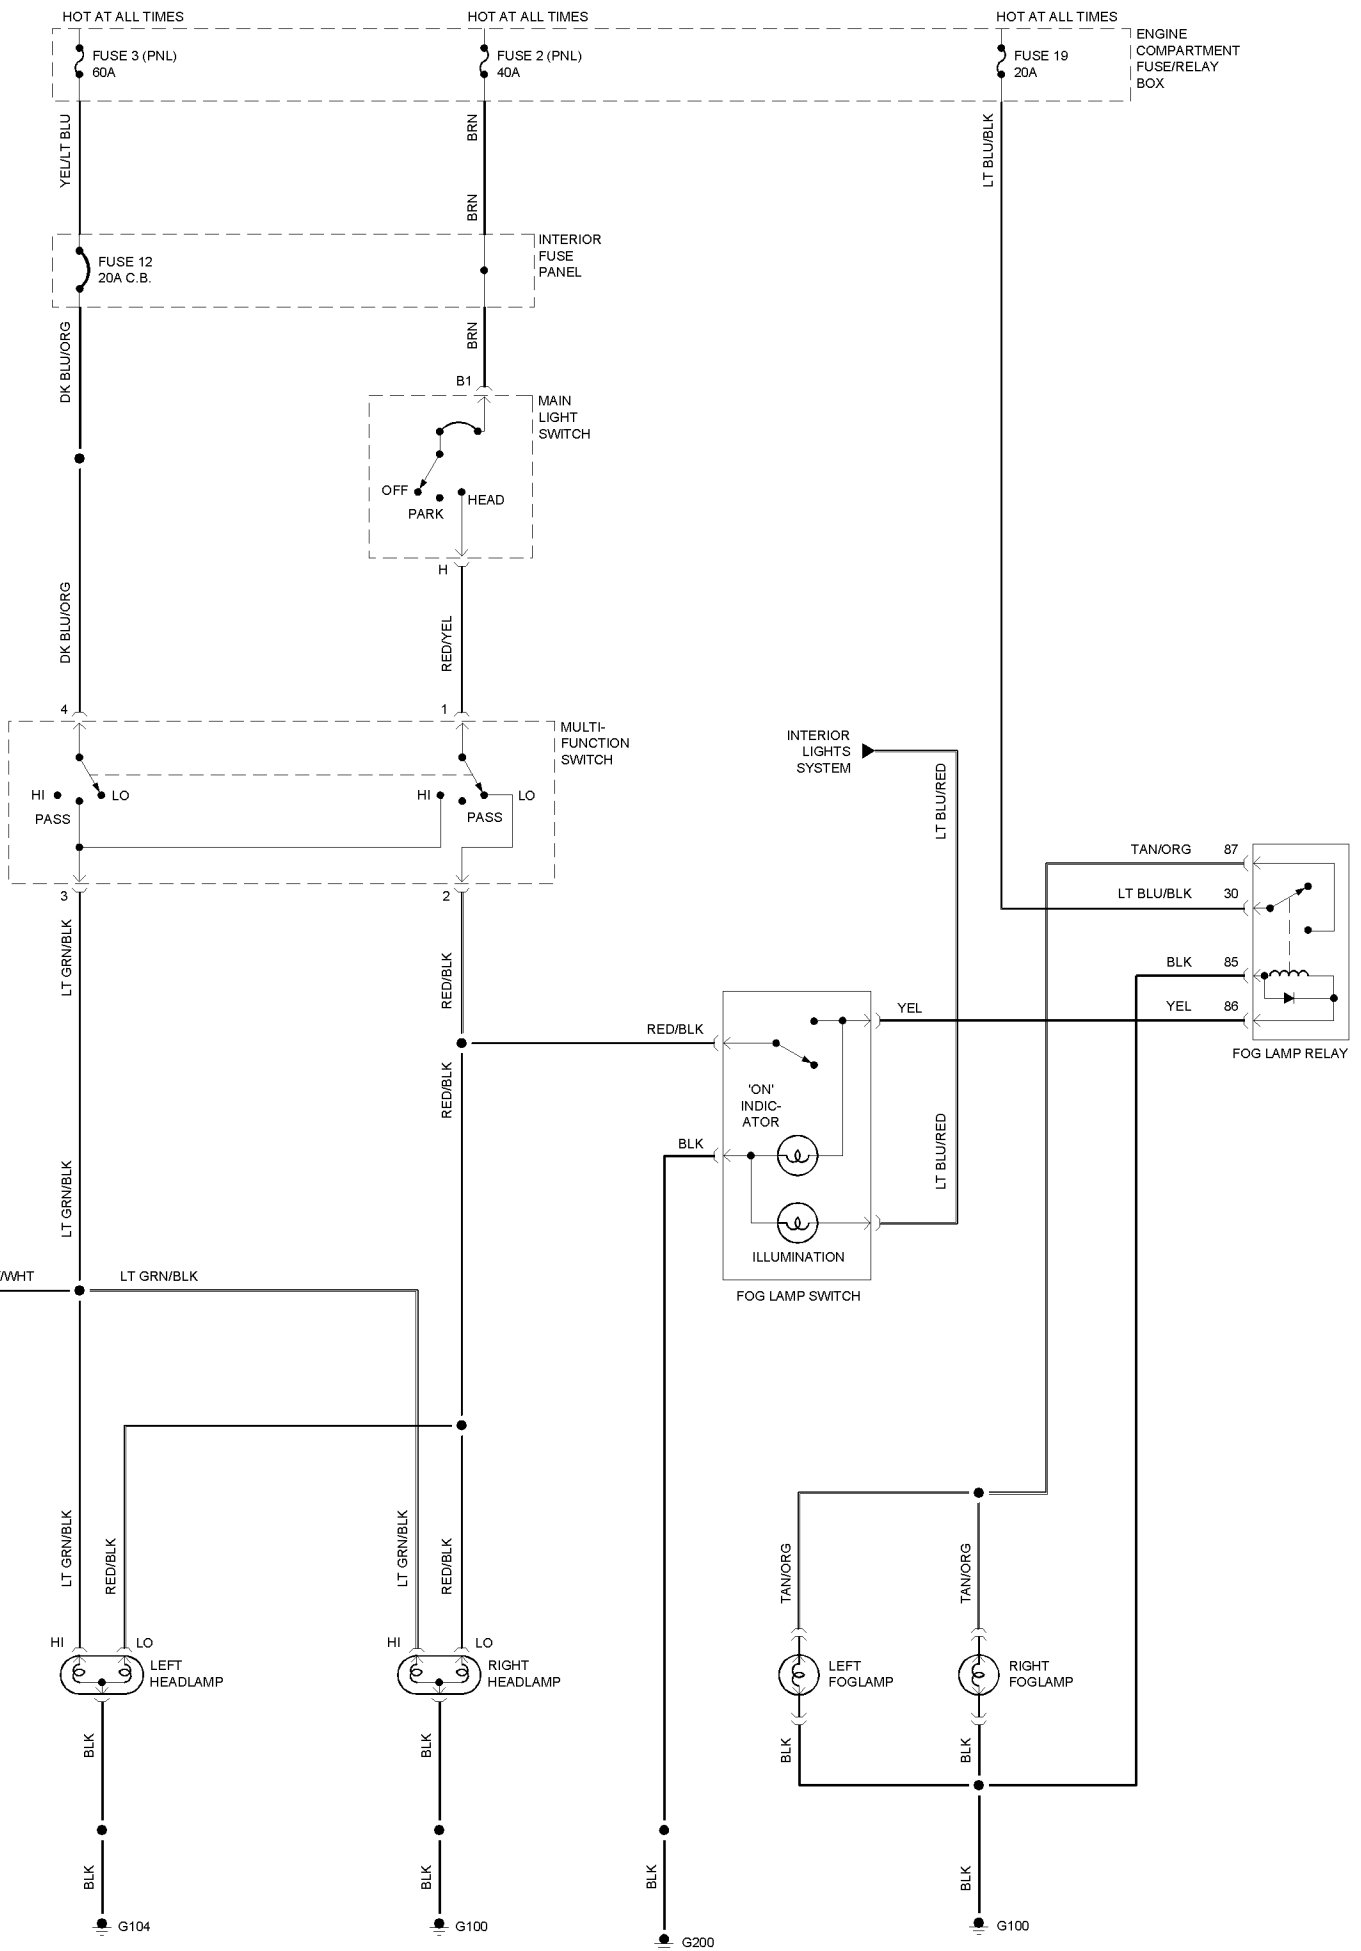 HOT AT ALL TIMES
HOT AT ALL TIMES
HOT AT ALL TIMES
FUSE 3 (PNL)
60A
FUSE 2 (PNL)
40A
FUSE 19
20A
ENGINE
COMPARTMENT
FUSE/RELAY
BOX
YEL/LT BLU
BRN
BRN
LT BLU/BLK
FUSE 12
20A C.B.
INTERIOR
FUSE
PANEL
DK BLU/ORG
BRN
B1
MAIN
LIGHT
SWITCH
OFF
PARK
HEAD
H
DK BLU/ORG
RED/YEL
4
1
MULTI-
FUNCTION
SWITCH
HI
LO
PASS
HI
LO
PASS
3
2
INTERIOR
LIGHTS
SYSTEM
LT BLU/RED
TAN/ORG
87
LT BLU/BLK
30
BLK
85
YEL
86
FOG LAMP RELAY
LT GRN/BLK
RED/BLK
RED/BLK
RED/BLK
YEL
'ON'
INDIC-
ATOR
BLK
LT BLU/RED
ILLUMINATION
FOG LAMP SWITCH
LT GRN/BLK
/WHT
LT GRN/BLK
LT GRN/BLK
RED/BLK
LT GRN/BLK
RED/BLK
TAN/ORG
TAN/ORG
HI
LO
LEFT
HEADLAMP
HI
LO
RIGHT
HEADLAMP
LEFT
FOGLAMP
RIGHT
FOGLAMP
BLK
BLK
BLK
BLK
BLK
BLK
BLK
BLK
G104
G100
G200
G100